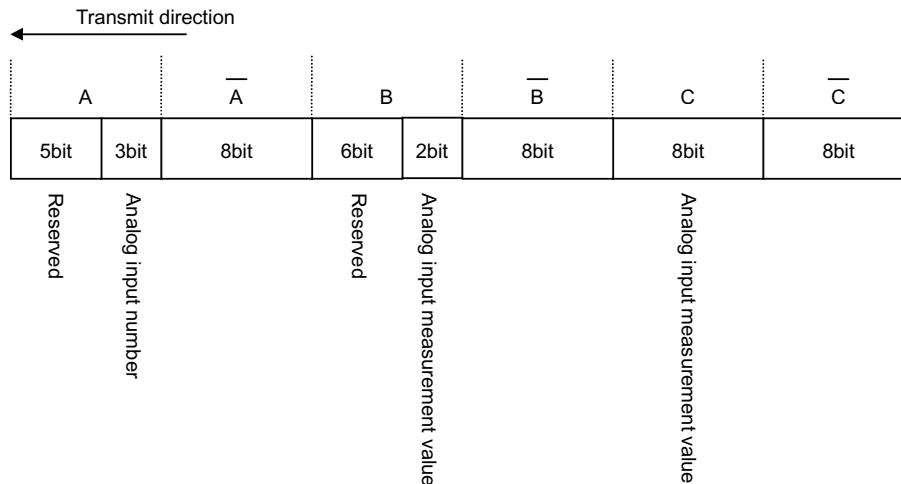 Transmit direction
A A̅ B B̅ C C̅
5bit 3bit 8bit 6bit 2bit 8bit 8bit 8bit
Reserved
Analog input number
Reserved
Analog input measurement value
Analog input measurement value